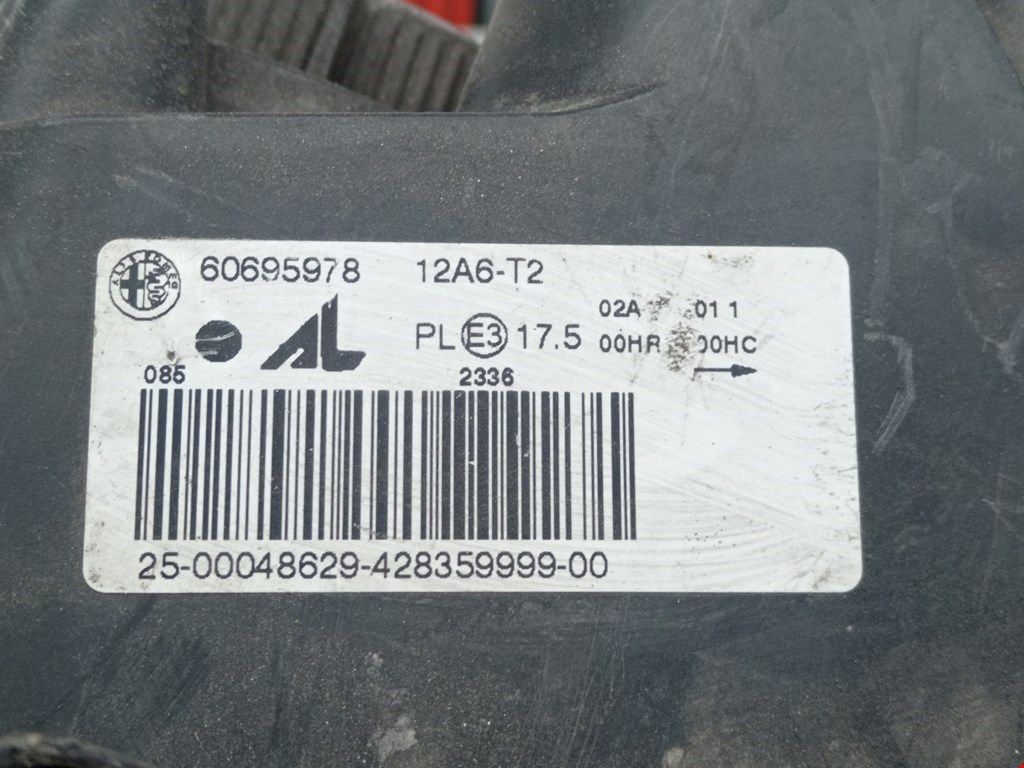 60695978 12A6-T2
02A 01 1
PL E3 17.5 00HR 00HC
085 2336
25-00048629-428359999-00